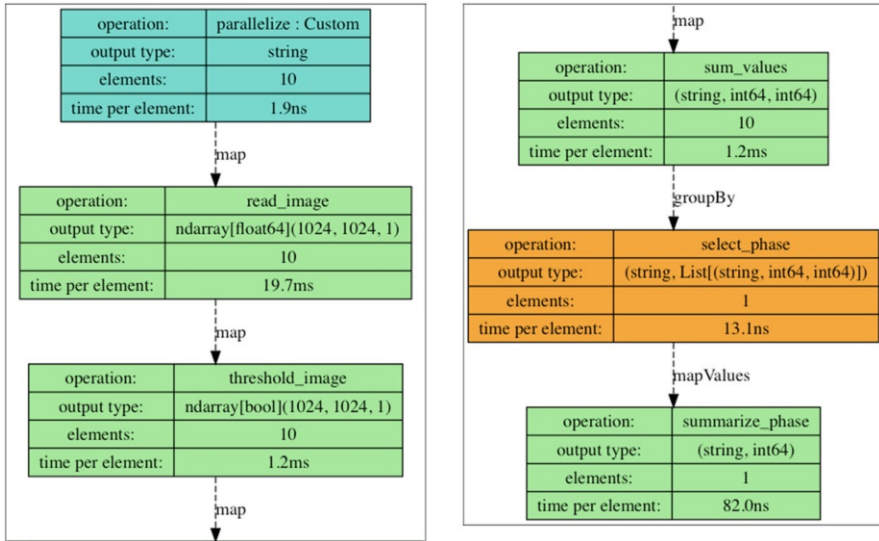 operation: parallelize : Custom
output type: string
elements: 10
time per element: 1.9ns
map
operation: read_image
output type: ndarray[float64](1024, 1024, 1)
elements: 10
time per element: 19.7ms
map
operation: threshold_image
output type: ndarray[bool](1024, 1024, 1)
elements: 10
time per element: 1.2ms
map
map
operation: sum_values
output type: (string, int64, int64)
elements: 10
time per element: 1.2ms
groupBy
operation: select_phase
output type: (string, List[(string, int64, int64)])
elements: 1
time per element: 13.1ns
mapValues
operation: summarize_phase
output type: (string, int64)
elements: 1
time per element: 82.0ns